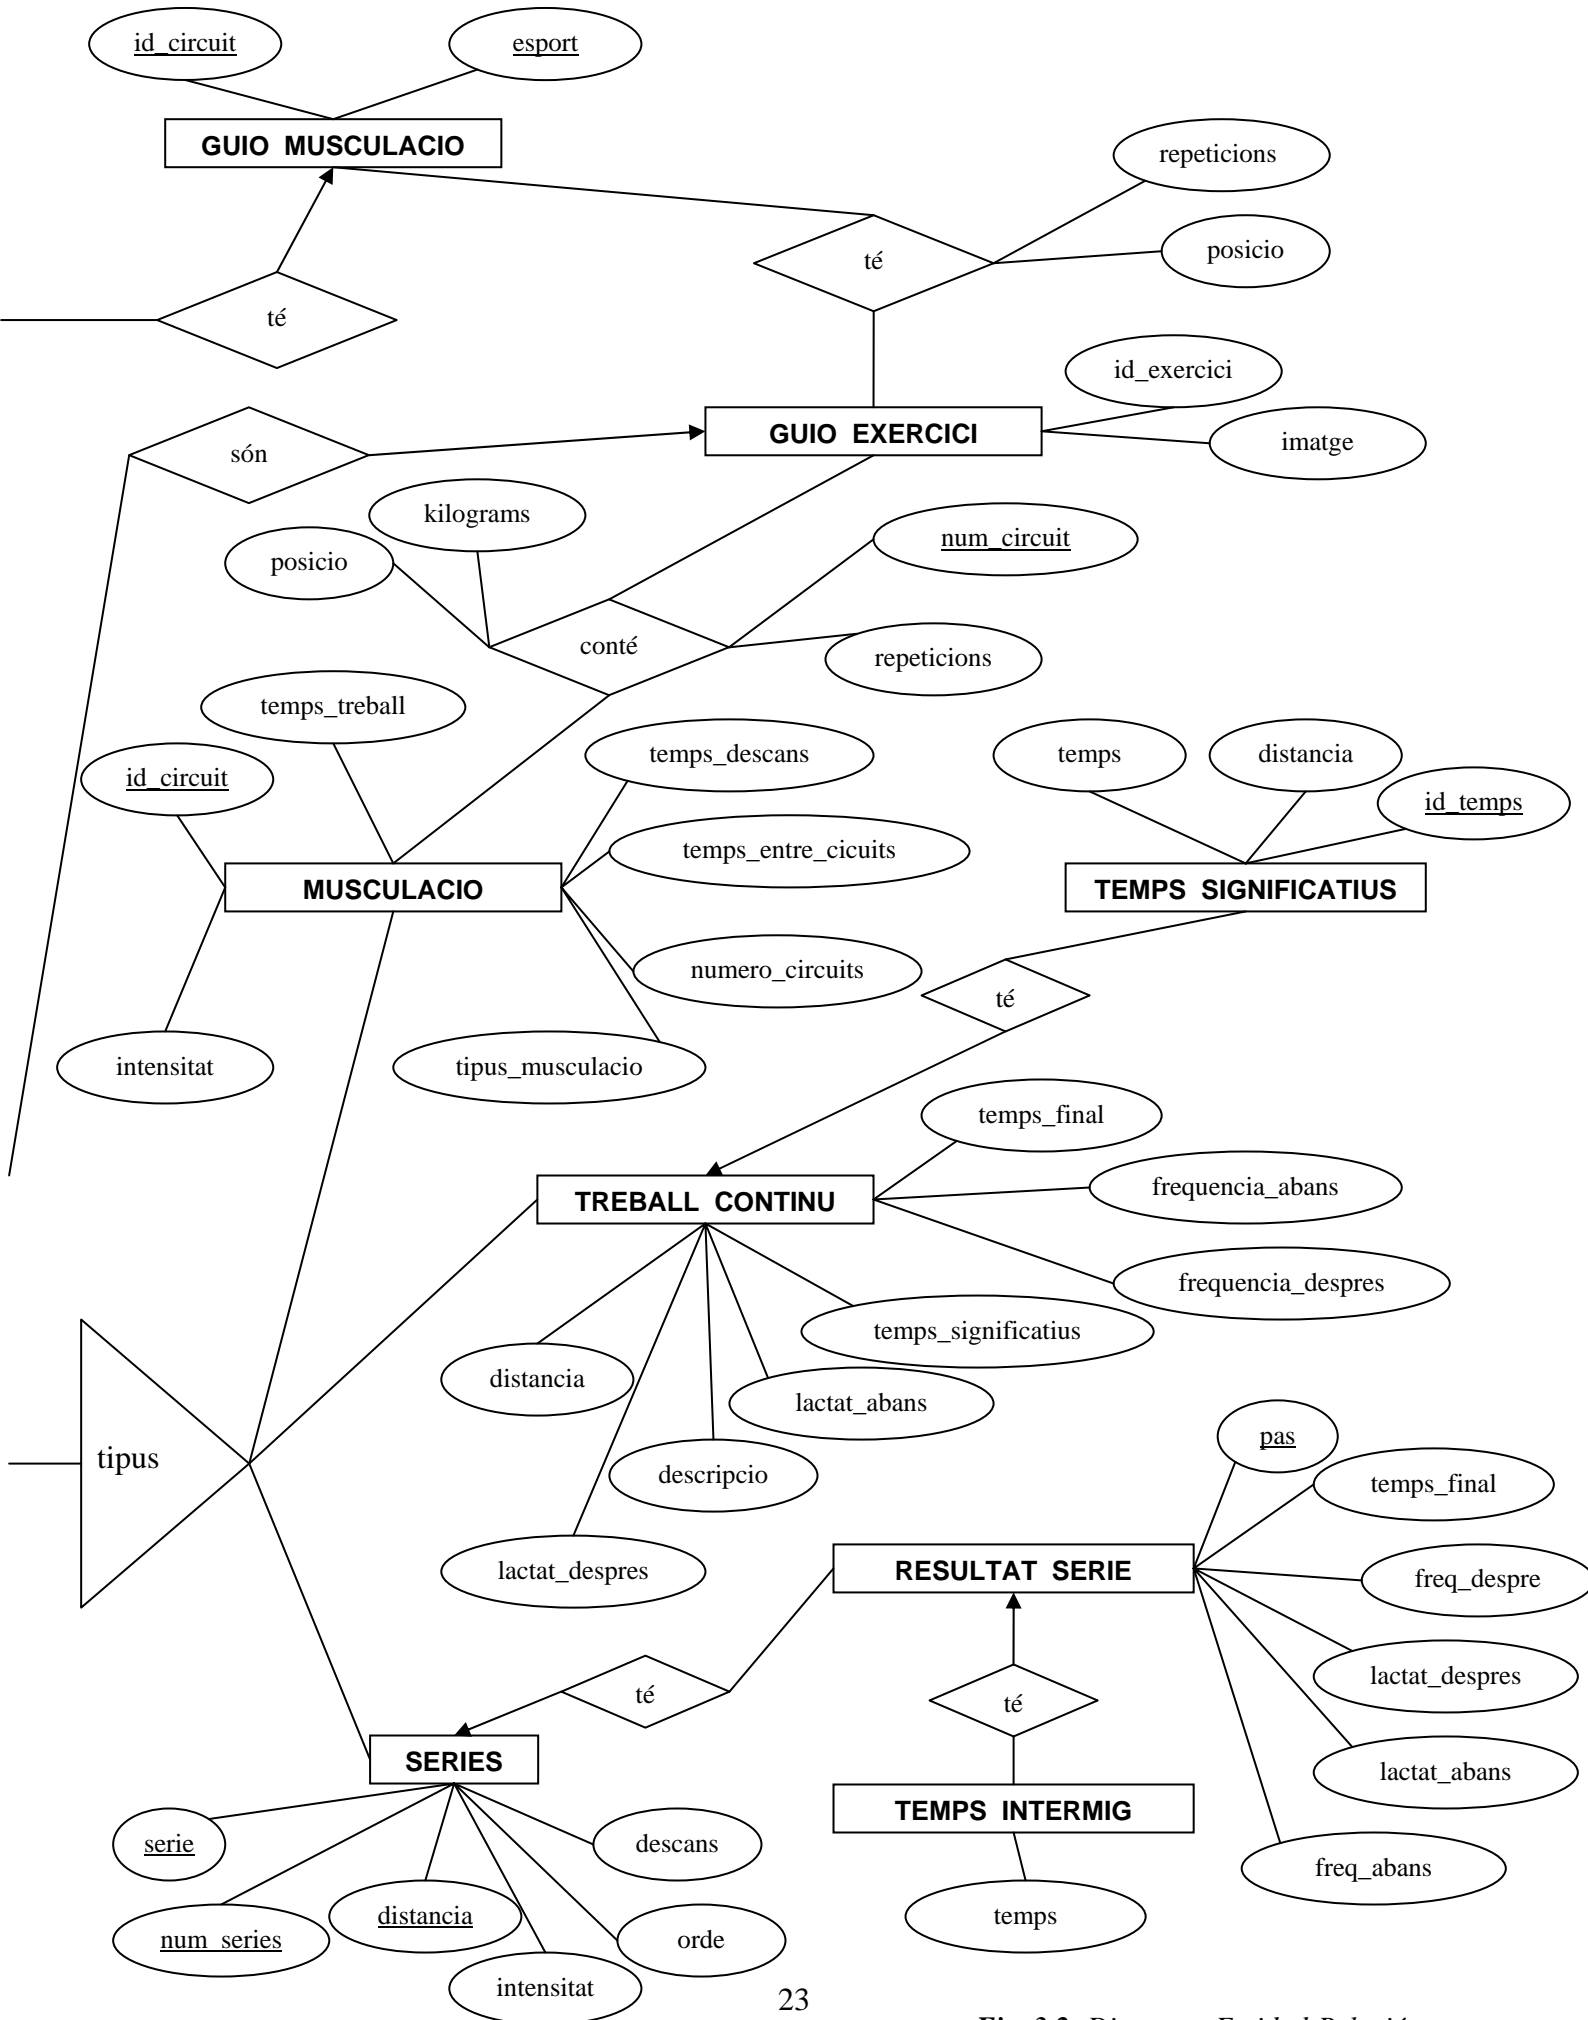 id_circuit
esport
GUIO MUSCULACIO
repeticions
posicio
té
té
id_exercici
GUIO EXERCICI
imatge
són
kilograms
num_circuit
posicio
conté
repeticions
temps_treball
temps_descans
temps
distancia
id_circuit
id_temps
temps_entre_cicuits
MUSCULACIO
TEMPS SIGNIFICATIUS
numero_circuits
té
intensitat
tipus_musculacio
temps_final
TREBALL CONTINU
frequencia_abans
frequencia_despres
temps_significatius
distancia
lactat_abans
pas
tipus
descripcio
temps_final
lactat_despres
RESULTAT SERIE
freq_despre
lactat_despres
té
té
SERIES
lactat_abans
TEMPS INTERMIG
serie
descans
freq_abans
num_series
distancia
orde
temps
intensitat
23